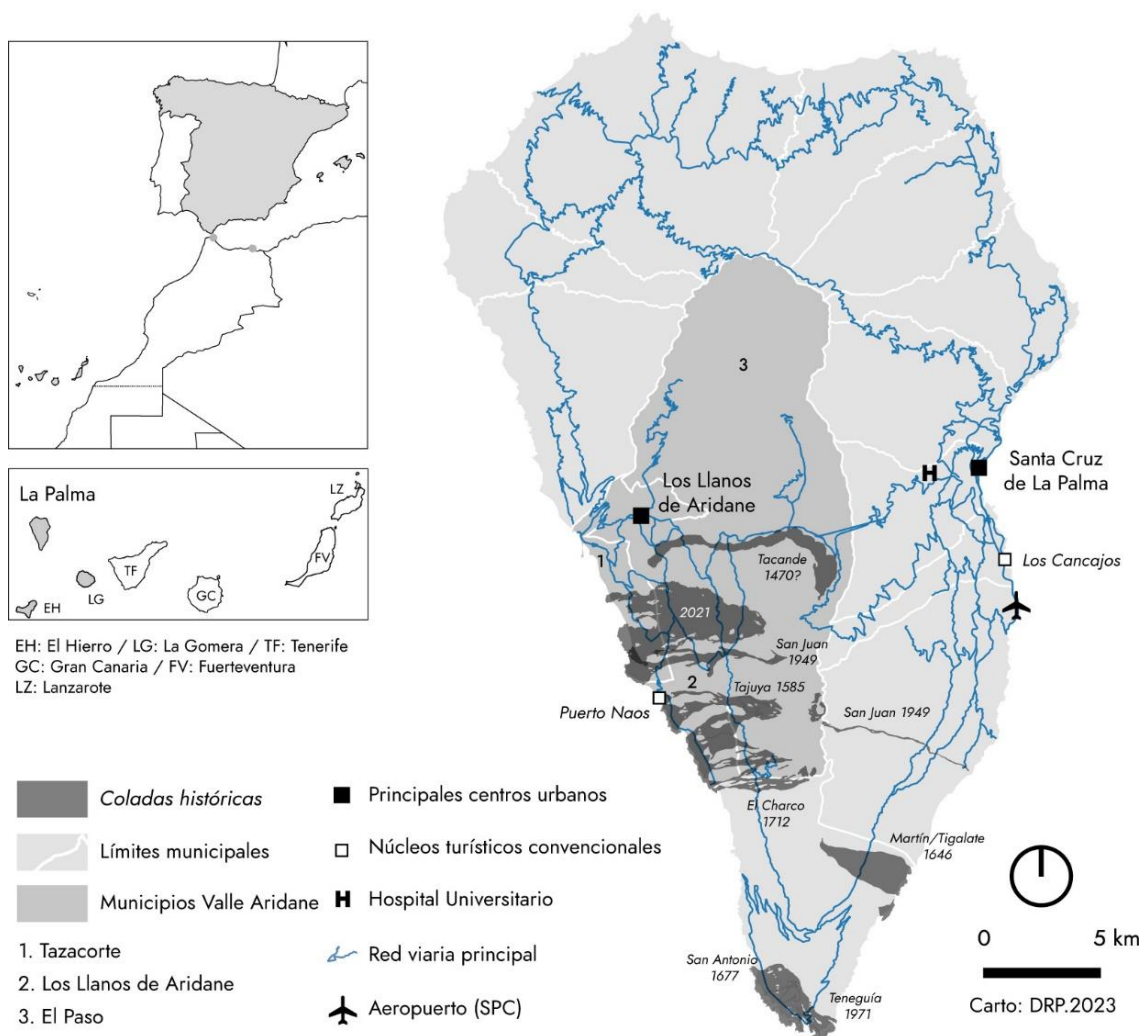 La Palma
LZ
TF
FV
GC
LG
EH
EH: El Hierro / LG: La Gomera / TF: Tenerife
GC: Gran Canaria / FV: Fuerteventura
LZ: Lanzarote
Coladas históricas
Límites municipales
Municipios Valle Aridane
1. Tazacorte
2. Los Llanos de Aridane
3. El Paso
Principales centros urbanos
Núcleos turísticos convencionales
H Hospital Universitario
Red viaria principal
Aeropuerto (SPC)
3
H
Santa Cruz
de La Palma
Los Llanos
de Aridane
1
Tacande
1470?
Los Cancajos
2021
San Juan
1949
2
Tajuya 1585
Puerto Naos
San Juan 1949
El Charco
1712
Martín/Tigalate
1646
San Antonio
1677
Teneguía
1971
0 5 km
Carto: DRP.2023